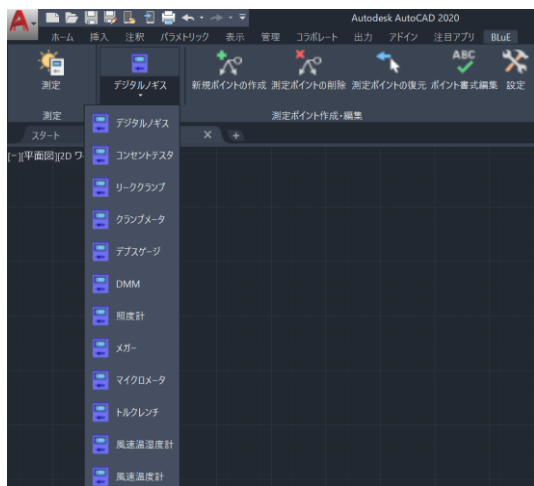 Autodesk AutoCAD 2020
ホーム 挿入 注釈 パラメトリック 表示 管理 コラボレート 出力 アドイン 注目アプリ BLuE
測定 デジタルノギス 新規ポイントの作成 測定ポイントの削除 測定ポイントの復元 ポイント書式編集 設定
測定 測定ポイント作成・編集
スタート
[−][平面図][2D ワ
デジタルノギス
コンセントテスタ
リーククランプ
クランプメータ
デプスゲージ
DMM
照度計
メガー
マイクロメータ
トルクレンチ
風速温湿度計
風速温度計